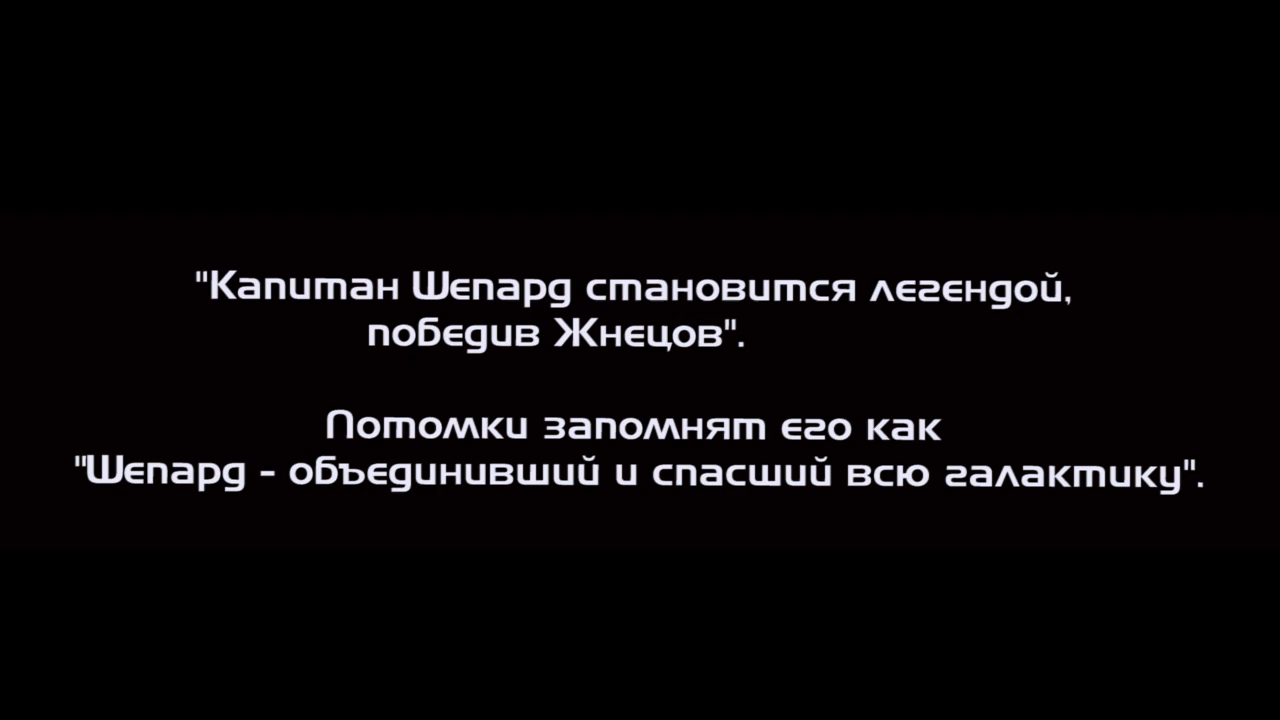 "Капитан Шепард становится легендой,
победив Жнецов".
Потомки запомнят его как
"Шепард - объединивший и спасший всю галактику".